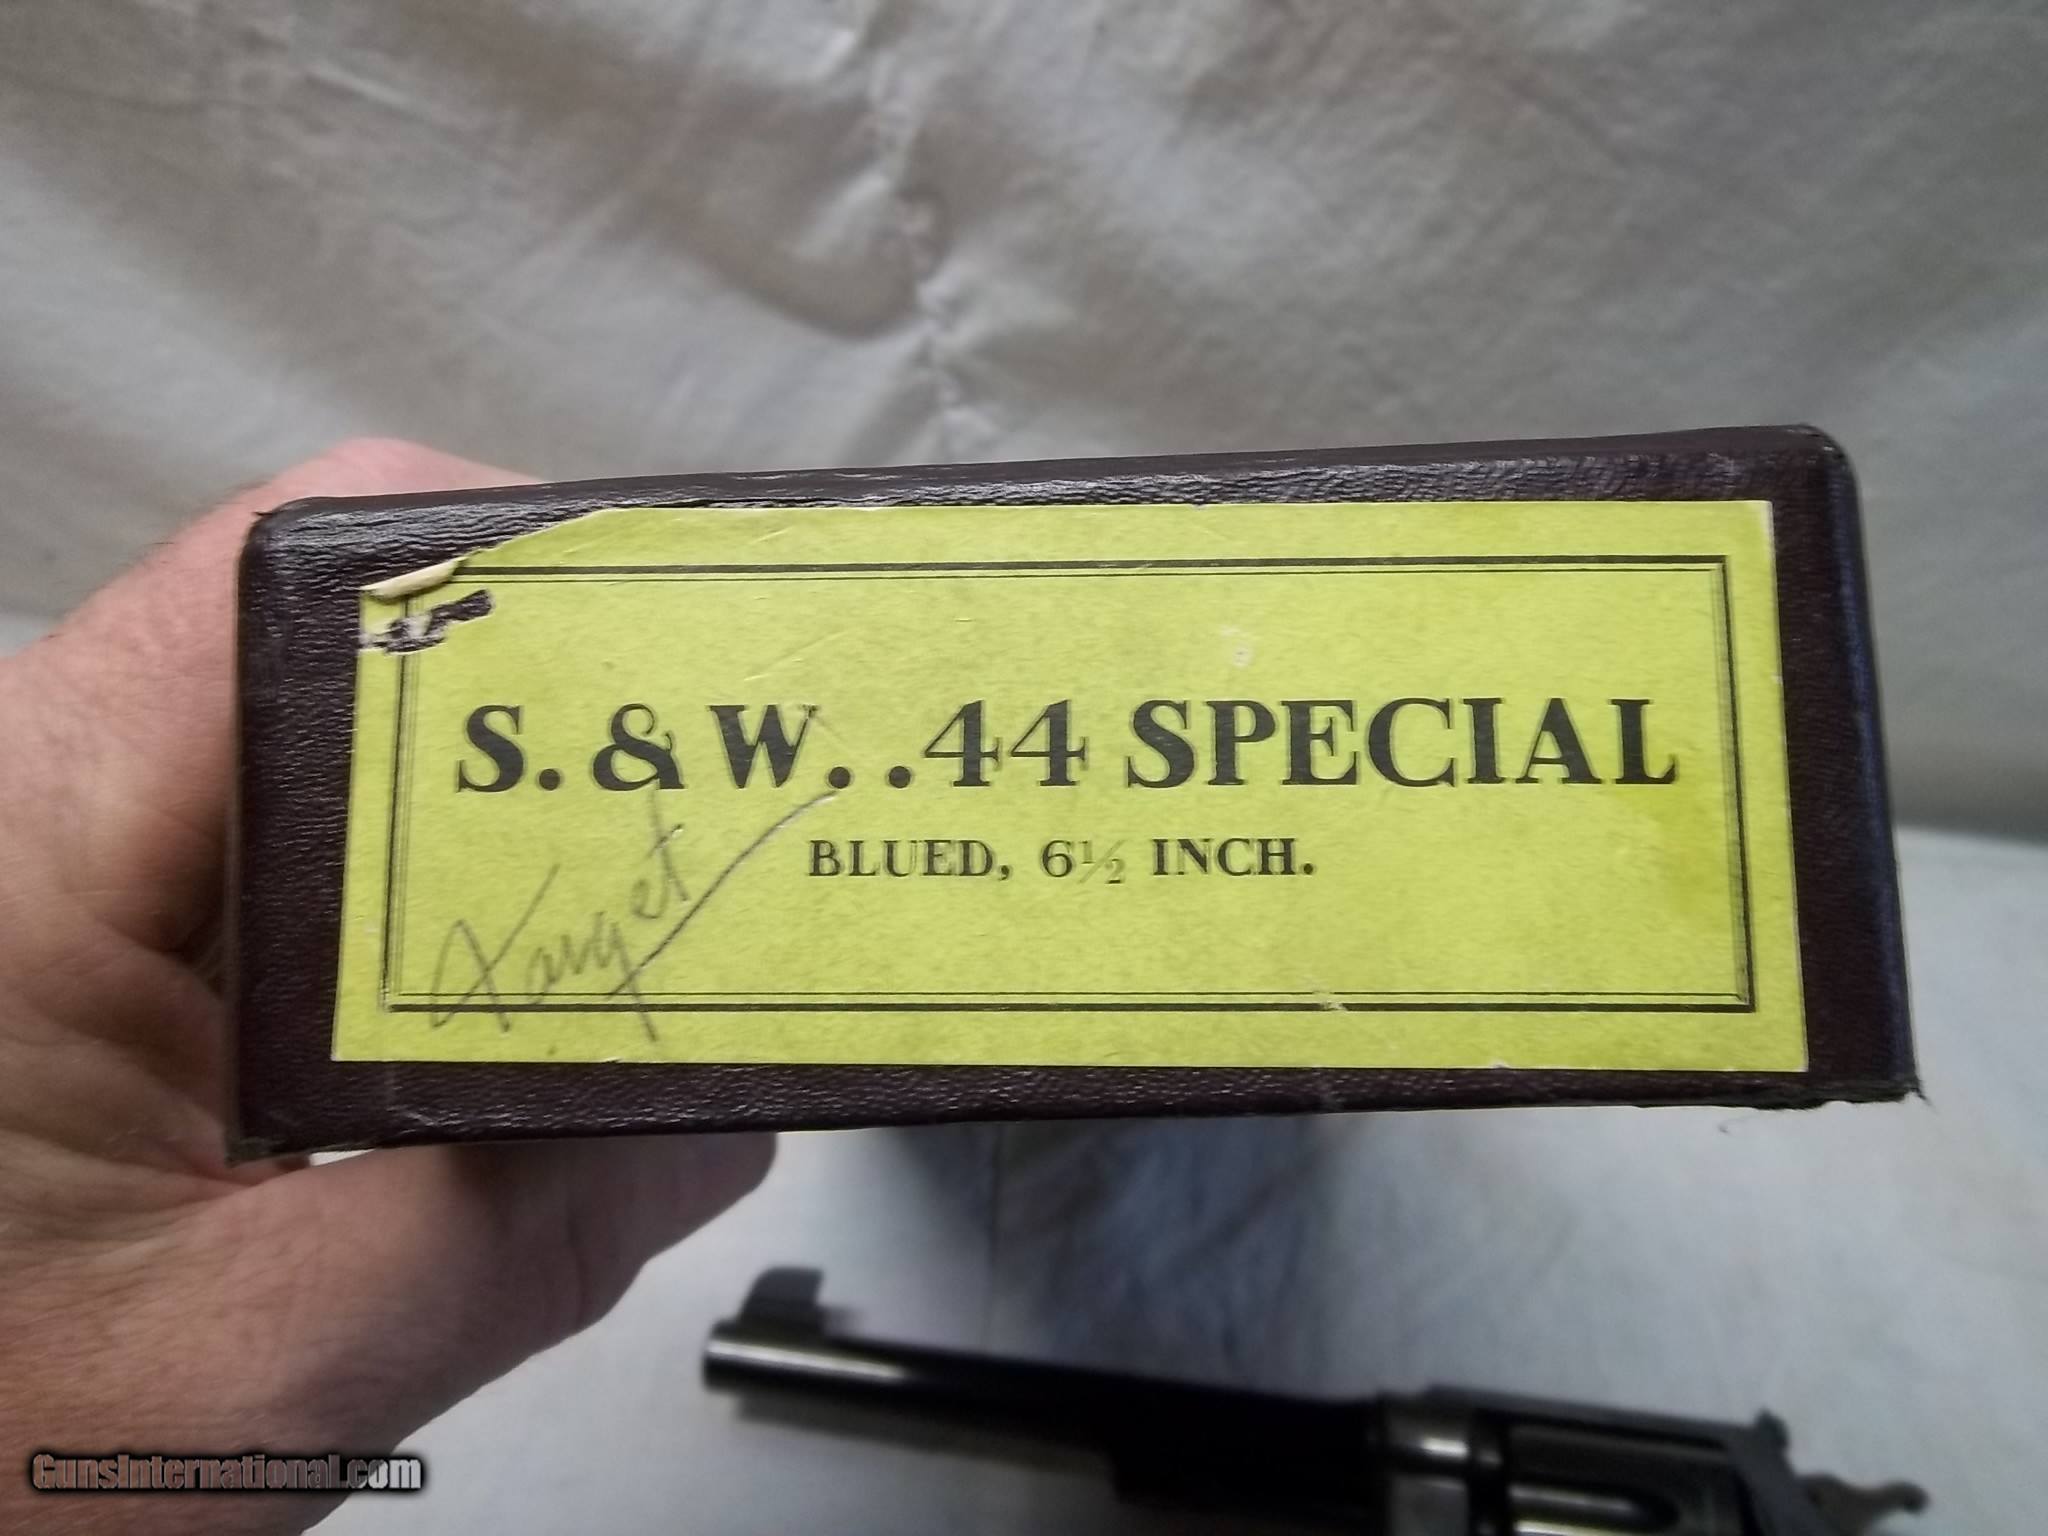 S. & W. .44 SPECIAL
BLUED, 6½ INCH.
Target
GunsInternational.com